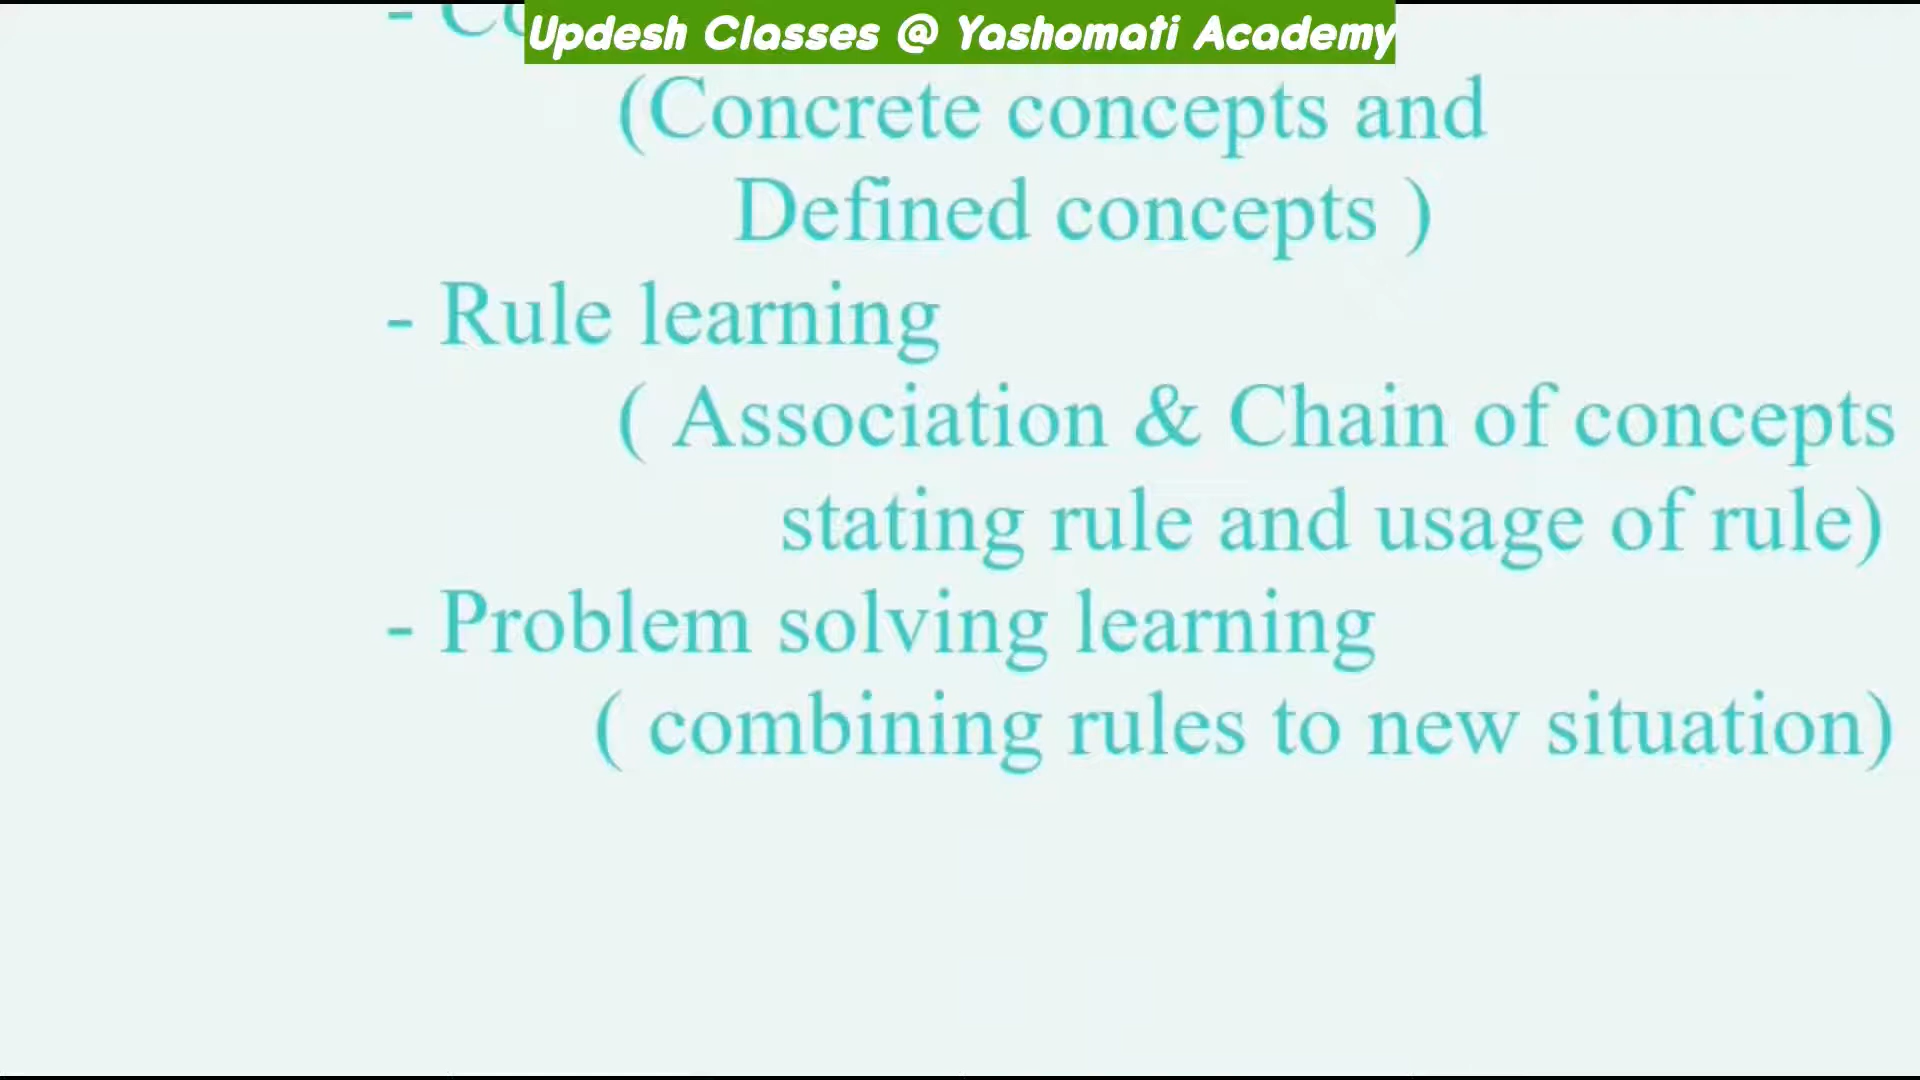 Updesh Classes @ Yashomati Academy
(Concrete concepts and
Defined concepts )
- Rule learning
( Association & Chain of concepts
stating rule and usage of rule)
- Problem solving learning
( combining rules to new situation)